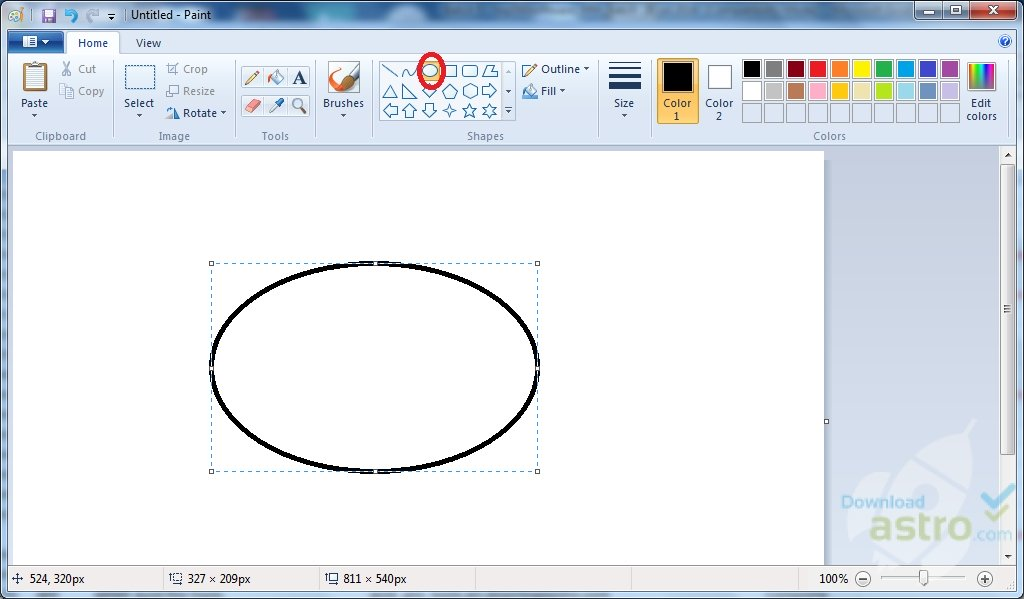 Untitled - Paint
Home View
Paste
Cut
Copy
Clipboard
Select
Crop
Resize
Rotate
Image
A
Tools
Brushes
Shapes
Outline
Fill
Size
Color 1
Color 2
Edit colors
Colors
Download
astro.com
524, 320px 327 × 209px 811 × 540px 100%